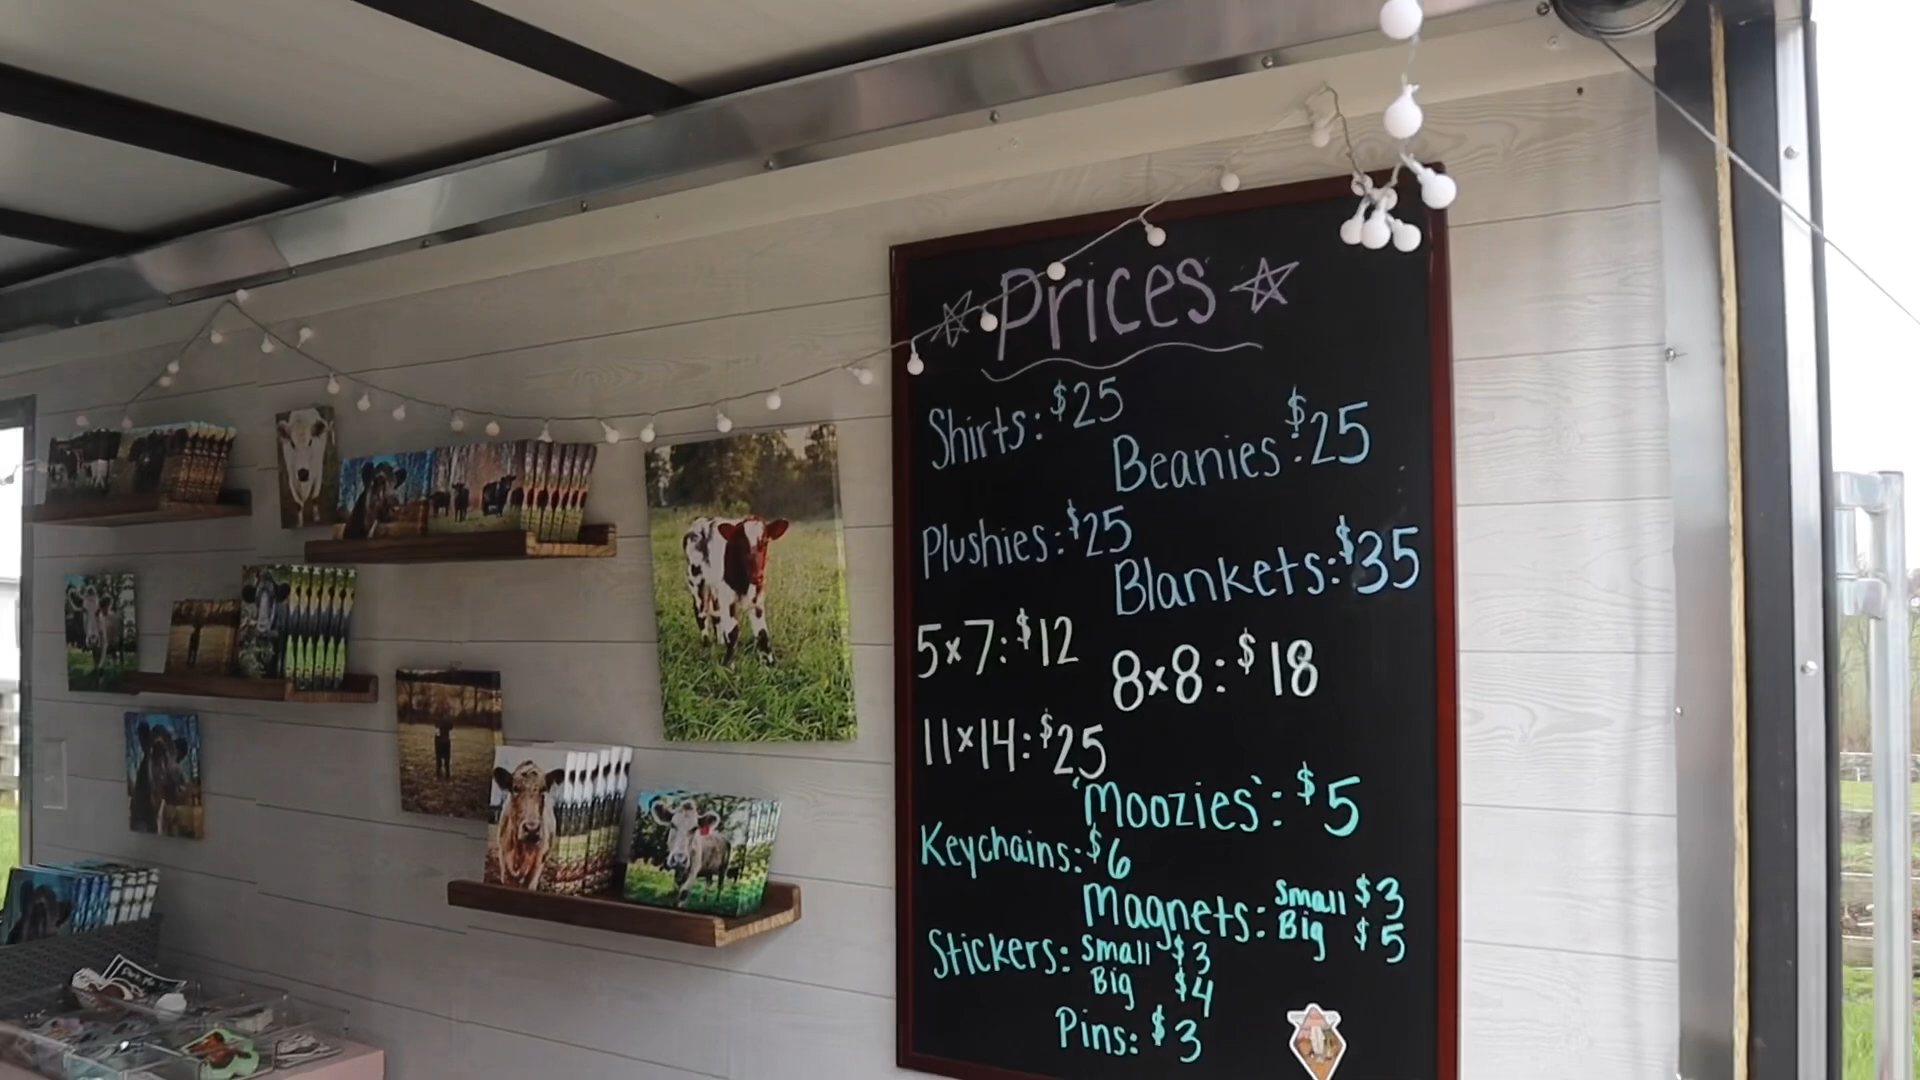 Prices
Shirts: $25
Beanies: $25
Plushies: $25
Blankets: $35
5x7: $12
8x8: $18
11x14: $25
'Moozies': $5
Keychains: $6
Magnets: Small $3
Big $5
Stickers: Small $3
Big $4
Pins: $3